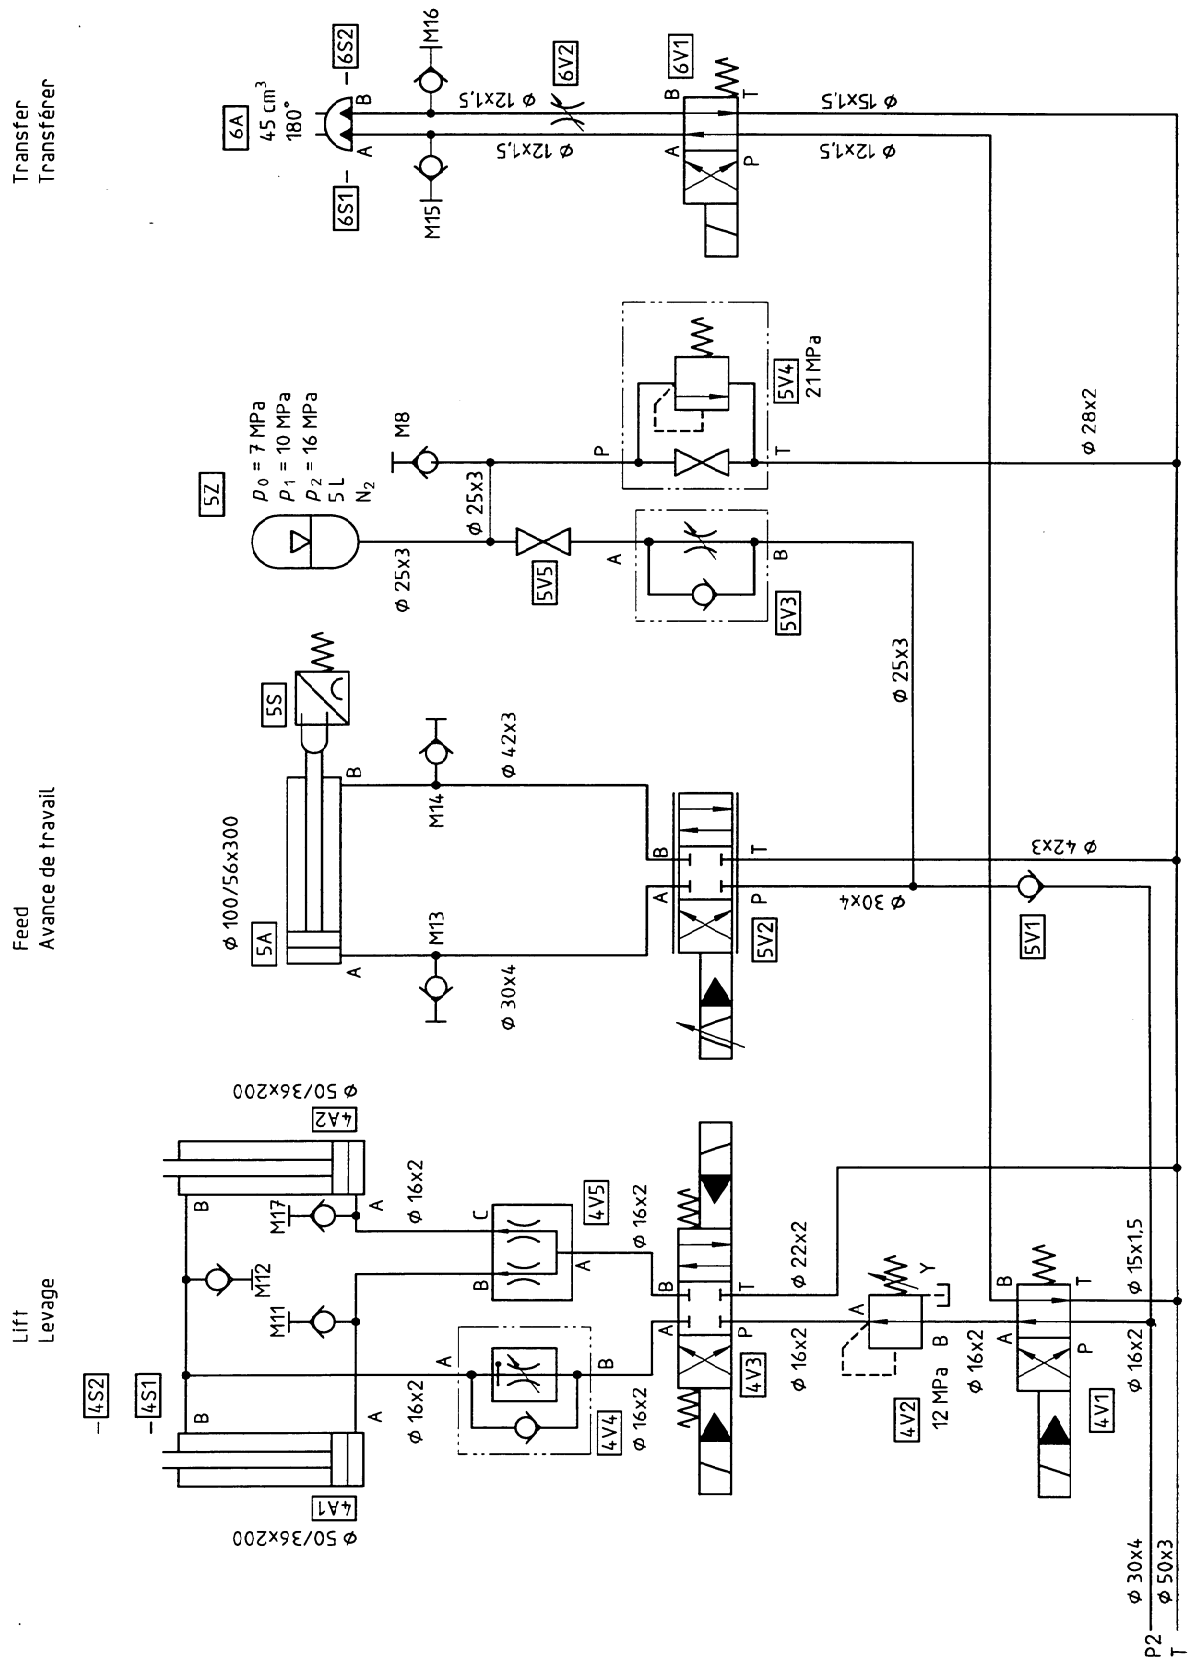 Lift
Levage
Feed
Avance de travail
Transfer
Transférer
4S2
4S1
4A1
Φ 50/36x200
B
A
M11
M12
M17
B
A
4A2
Φ 50/36x200
Φ 16x2
Φ 16x2
A
B
4V4
Φ 16x2
B
C
A
4V5
Φ 16x2
A
B
P
T
4V3
Φ 16x2
Φ 22x2
A
B
Y
4V2
12 MPa
Φ 16x2
A
B
P
T
4V1
Φ 16x2
Φ 15x1,5
P2
T
Φ 30x4
Φ 50x3
5A
Φ 100/56x300
5S
A
B
M13
M14
Φ 30x4
Φ 42x3
A
B
P
T
5V2
Φ 30x4
Φ 42x3
5V1
Φ 25x3
5Z
p0 = 7 MPa
p1 = 10 MPa
p2 = 16 MPa
5 L
N2
Φ 25x3
Φ 25x3
M8
5V5
A
B
5V3
P
T
5V4
21 MPa
Φ 28x2
6A
45 cm3
180°
6S1
6S2
A
B
M15
M16
Φ 12x1,5
Φ 12x1,5
6V2
A
B
P
T
6V1
Φ 12x1,5
Φ 15x1,5